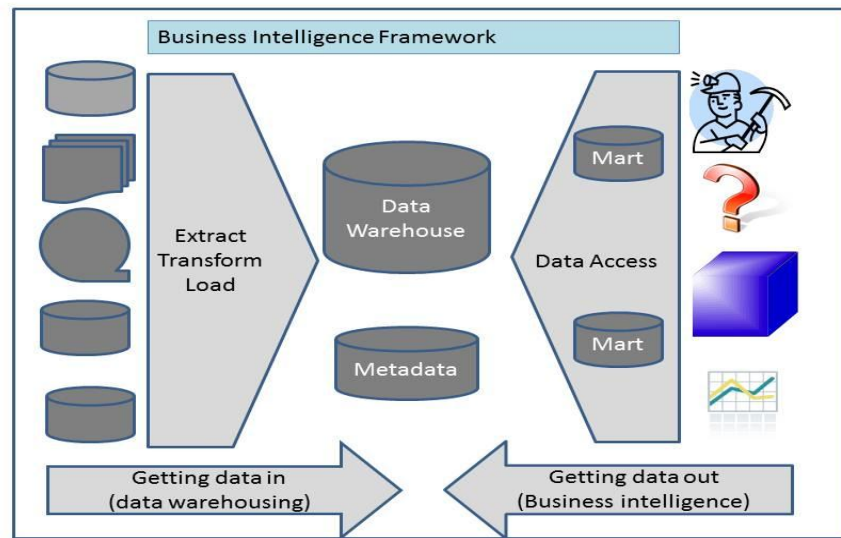 Business Intelligence Framework
Extract
Transform
Load
Data
Warehouse
Metadata
Mart
Data Access
Mart
Getting data in
(data warehousing)
Getting data out
(Business intelligence)